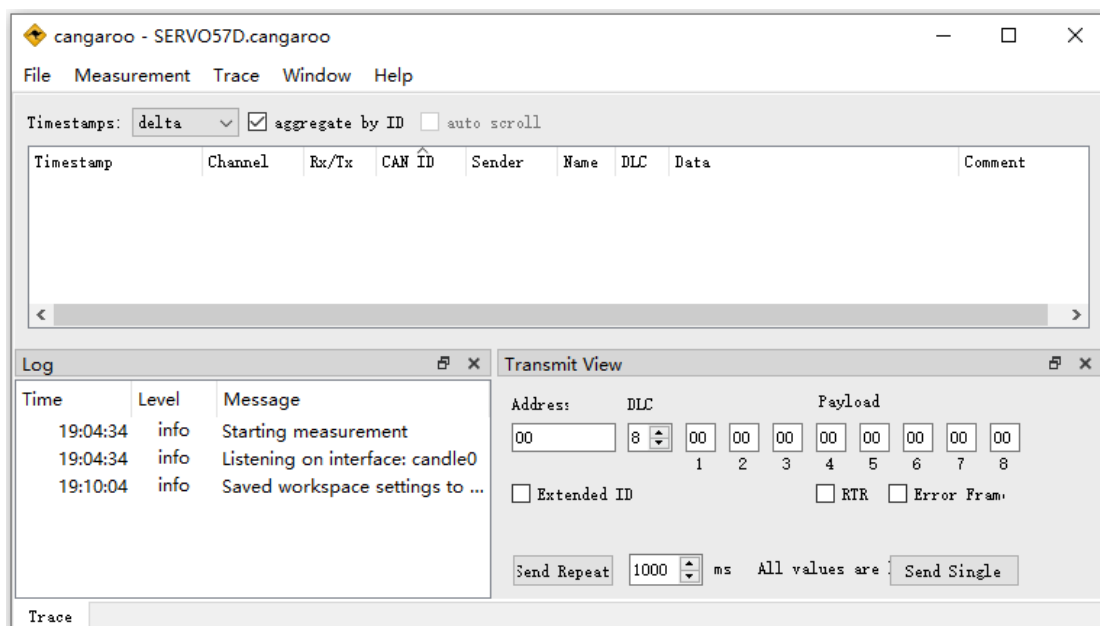 cangaroo - SERVO57D.cangaroo
File Measurement Trace Window Help
Timestamps: delta aggregate by ID auto scroll
Timestamp Channel Rx/Tx CAN ID Sender Name DLC Data Comment
Log
Time Level Message
19:04:34 info Starting measurement
19:04:34 info Listening on interface: candle0
19:10:04 info Saved workspace settings to ...
Transmit View
Address: DLC Payload
00 8 00 00 00 00 00 00 00 00
1 2 3 4 5 6 7 8
Extended ID RTR Error Fram
Send Repeat 1000 ms All values are Send Single
Trace